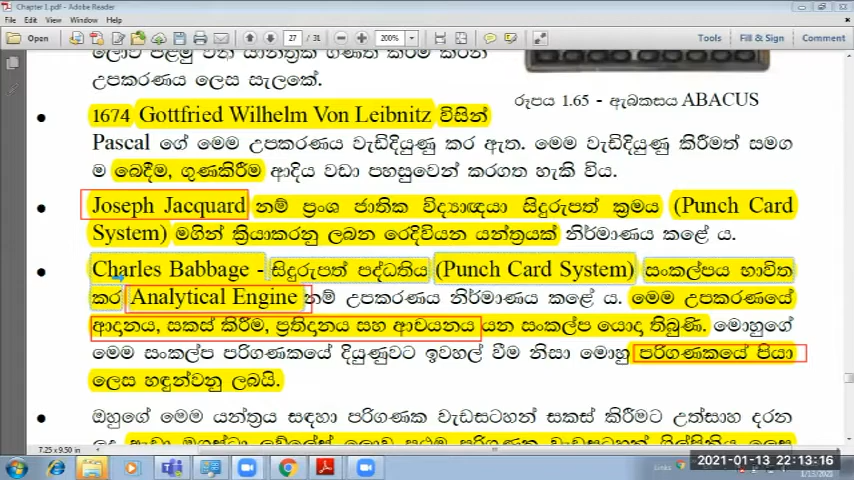 Chapter 1.pdf - Adobe Reader
File Edit View Window Help
Open 27 / 31 200% Tools Fill & Sign Comment
උපකරණය ලෙස සැලකේ.
රූපය 1.65 - ඇබකසය ABACUS
1674 Gottfried Wilhelm Von Leibnitz විසින්
Pascal ගේ මෙම උපකරණය වැඩිදියුණු කර ඇත. මෙම වැඩිදියුණු කිරීමත් සමග
ම බෙදීම, ගුණකිරීම ආදිය වඩා පහසුවෙන් කරගත හැකි විය.
Joseph Jacquard නම් ප්‍රංශ ජාතික විද්‍යාඥයා සිදුරුපත් ක්‍රමය (Punch Card
System) මගින් ක්‍රියාකරනු ලබන රෙදිවියන යන්ත්‍රයක් නිර්මාණය කළේ ය.
Charles Babbage - සිදුරුපත් පද්ධතිය (Punch Card System) සංකල්පය භාවිත
කර Analytical Engine නම් උපකරණය නිර්මාණය කළේ ය. මෙම උපකරණයේ
ආදානය, සකස් කිරීම, ප්‍රතිදානය සහ ආචයනය යන සංකල්ප යොදා තිබුණි. මොහුගේ
මෙම සංකල්ප පරිගණකයේ දියුණුවට ඉවහල් වීම නිසා මොහු පරිගණකයේ පියා
ලෙස හඳුන්වනු ලබයි.
ඔහුගේ මෙම යන්ත්‍රය සඳහා පරිගණක වැඩසටහන් සකස් කිරීමට උත්සාහ දරන
7.25 x 9.50 in
2021-01-13 22:13:16
1/13/2021